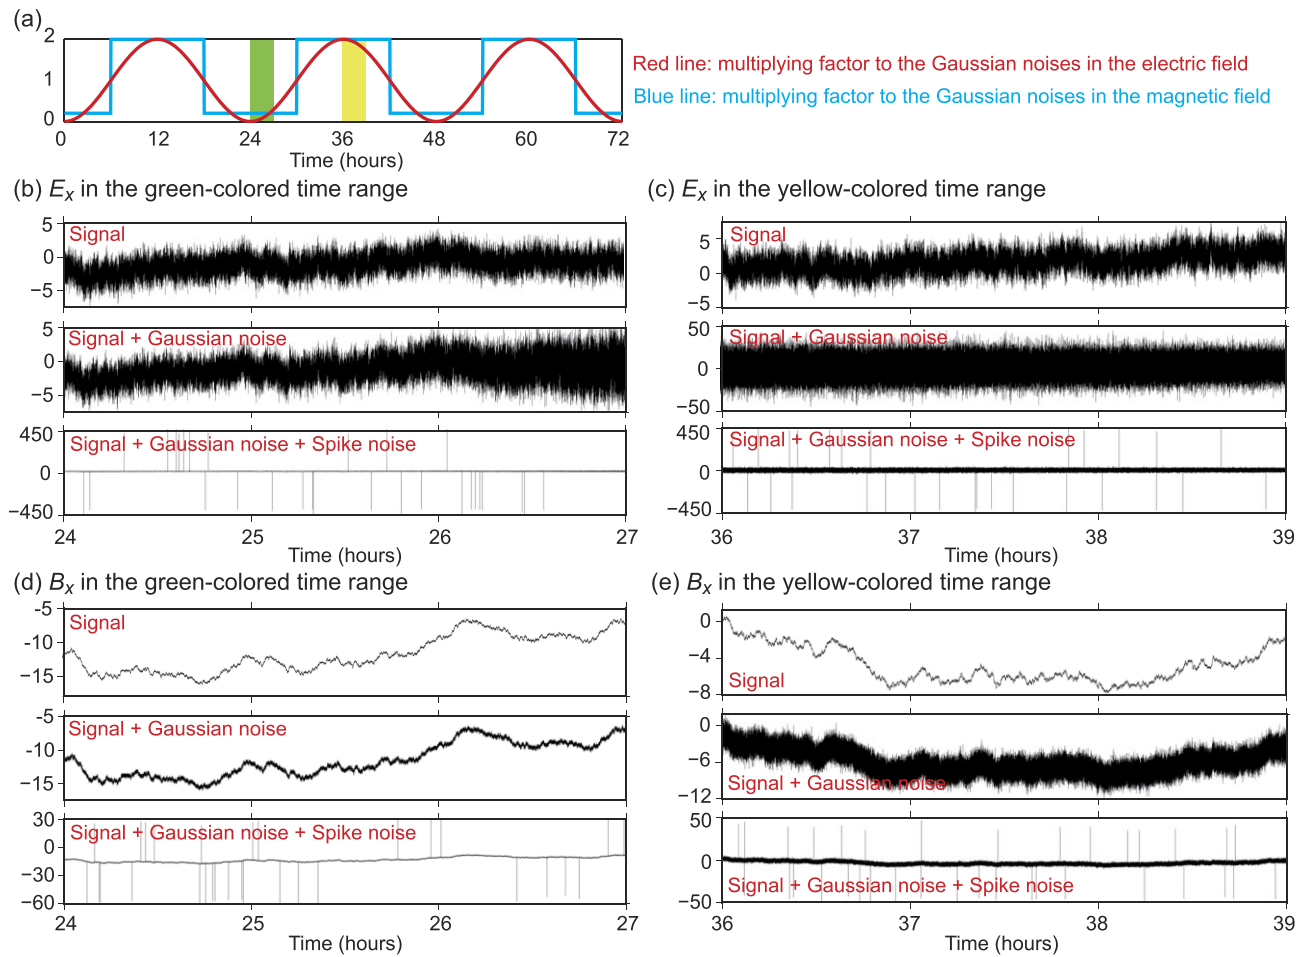 (a)
2
1
0
0 12 24 36 48 60 72
Time (hours)
Red line: multiplying factor to the Gaussian noises in the electric field
Blue line: multiplying factor to the Gaussian noises in the magnetic field
(b) Ex in the green-colored time range
5
0
−5
Signal
5
0
−5
Signal + Gaussian noise
450
0
−450
Signal + Gaussian noise + Spike noise
24 25 26 27
Time (hours)
(c) Ex in the yellow-colored time range
5
0
−5
Signal
50
0
−50
Signal + Gaussian noise
450
0
−450
Signal + Gaussian noise + Spike noise
36 37 38 39
Time (hours)
(d) Bx in the green-colored time range
-5
-10
-15
Signal
-5
-10
-15
Signal + Gaussian noise
30
0
−30
−60
Signal + Gaussian noise + Spike noise
24 25 26 27
Time (hours)
(e) Bx in the yellow-colored time range
0
−4
−8
Signal
0
−6
−12
Signal + Gaussian noise
50
0
−50
Signal + Gaussian noise + Spike noise
36 37 38 39
Time (hours)